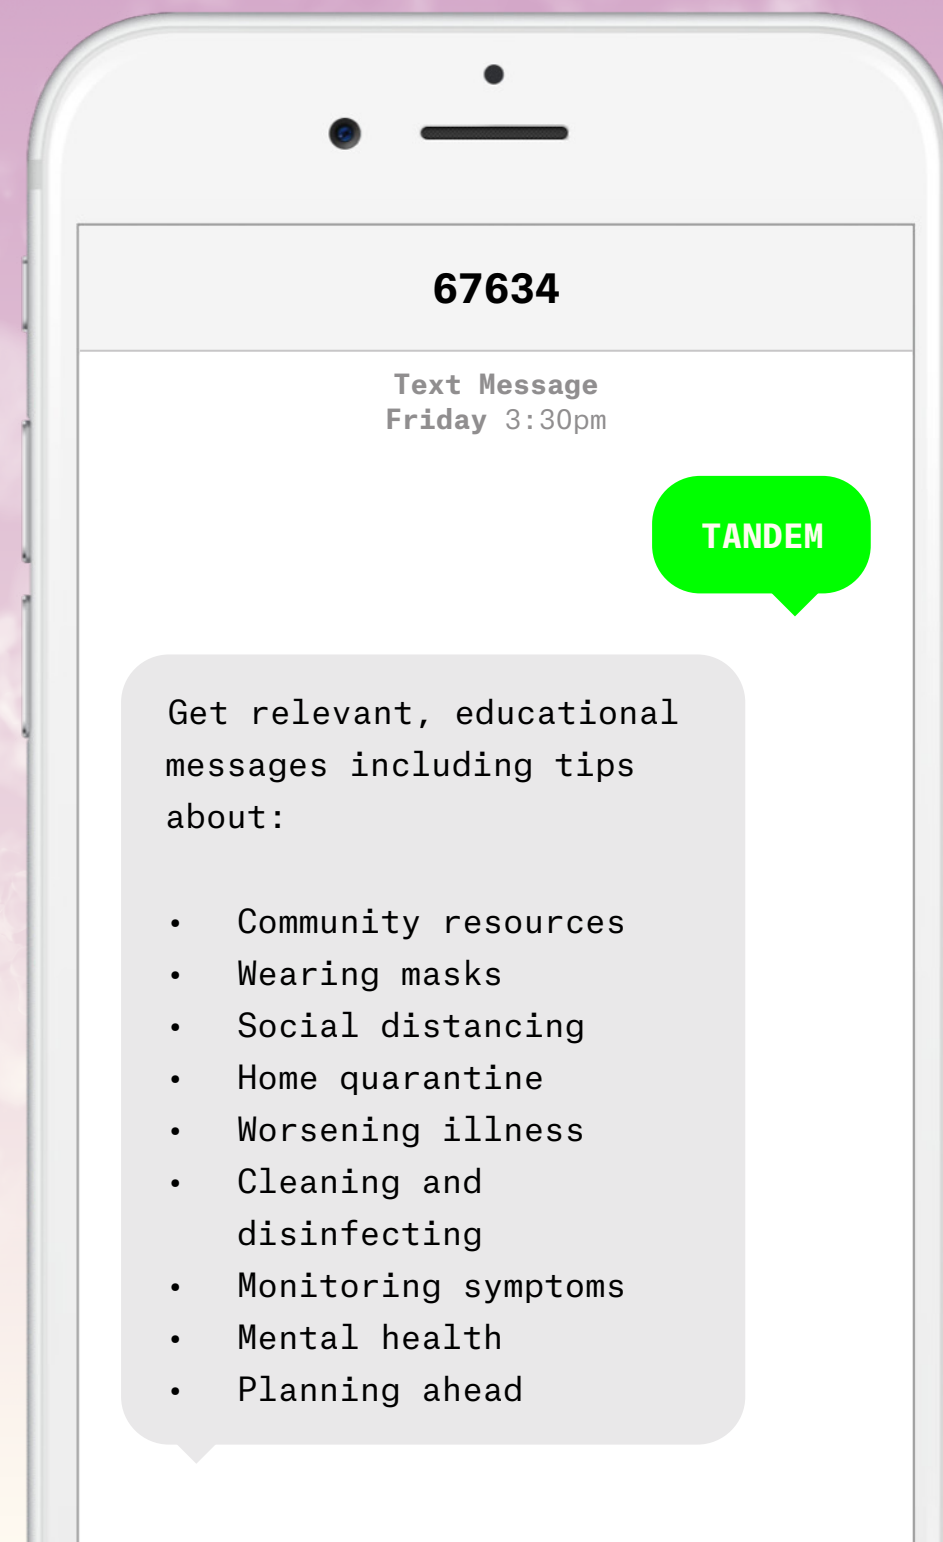 67634
Text Message
Friday 3:30pm
TANDEM
Get relevant, educational
messages including tips
about:
• Community resources
• Wearing masks
• Social distancing
• Home quarantine
• Worsening illness
• Cleaning and
disinfecting
• Monitoring symptoms
• Mental health
• Planning ahead